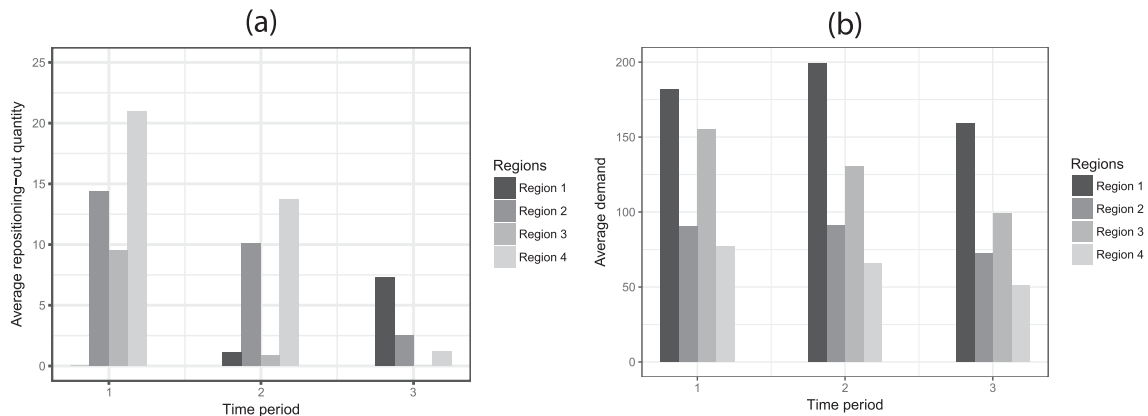 (a)
Average repositioning−out quantity
25
20
15
10
5
0
1
2
3
Time period
Regions
Region 1
Region 2
Region 3
Region 4
(b)
Average demand
200
150
100
50
0
1
2
3
Time period
Regions
Region 1
Region 2
Region 3
Region 4